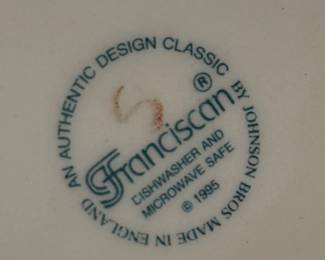 AN AUTHENTIC DESIGN CLASSIC BY JOHNSON BROS MADE IN ENGLAND
Franciscan®
DISHWASHER AND
MICROWAVE SAFE
© 1995